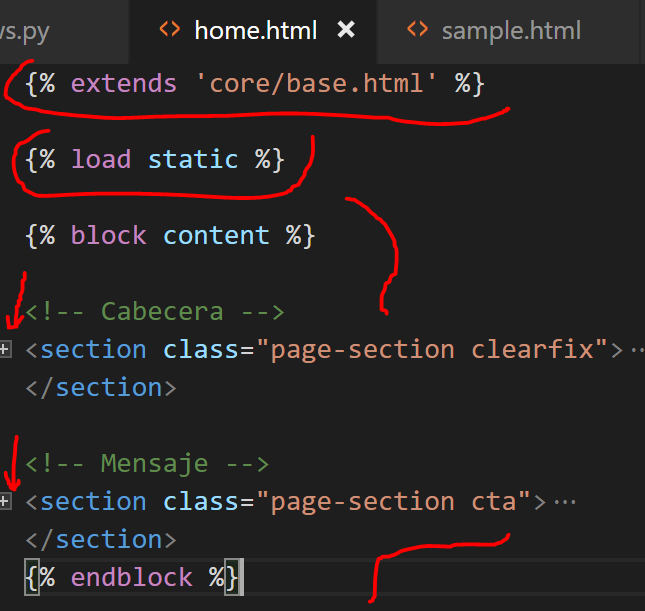 s.py home.html sample.html
{% extends 'core/base.html' %}
{% load static %}
{% block content %}
<!-- Cabecera -->
<section class="page-section clearfix">
</section>
<!-- Mensaje -->
<section class="page-section cta">···
</section>
{% endblock %}